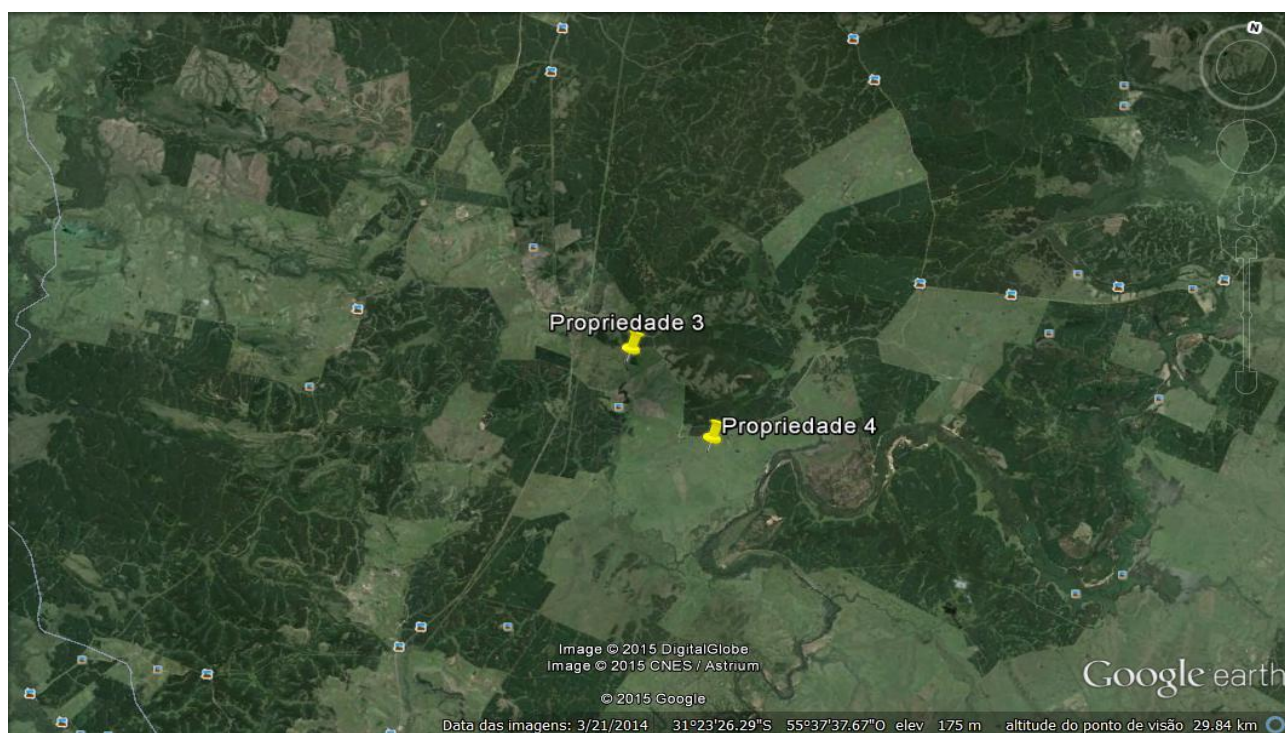 N
Propriedade 3
Propriedade 4
Image © 2015 DigitalGlobe
Image © 2015 CNES / Astrium
© 2015 Google
Google earth
Data das imagens: 3/21/2014 31°23'26.29"S 55°37'37.67"O elev 175 m altitude do ponto de visão 29.84 km